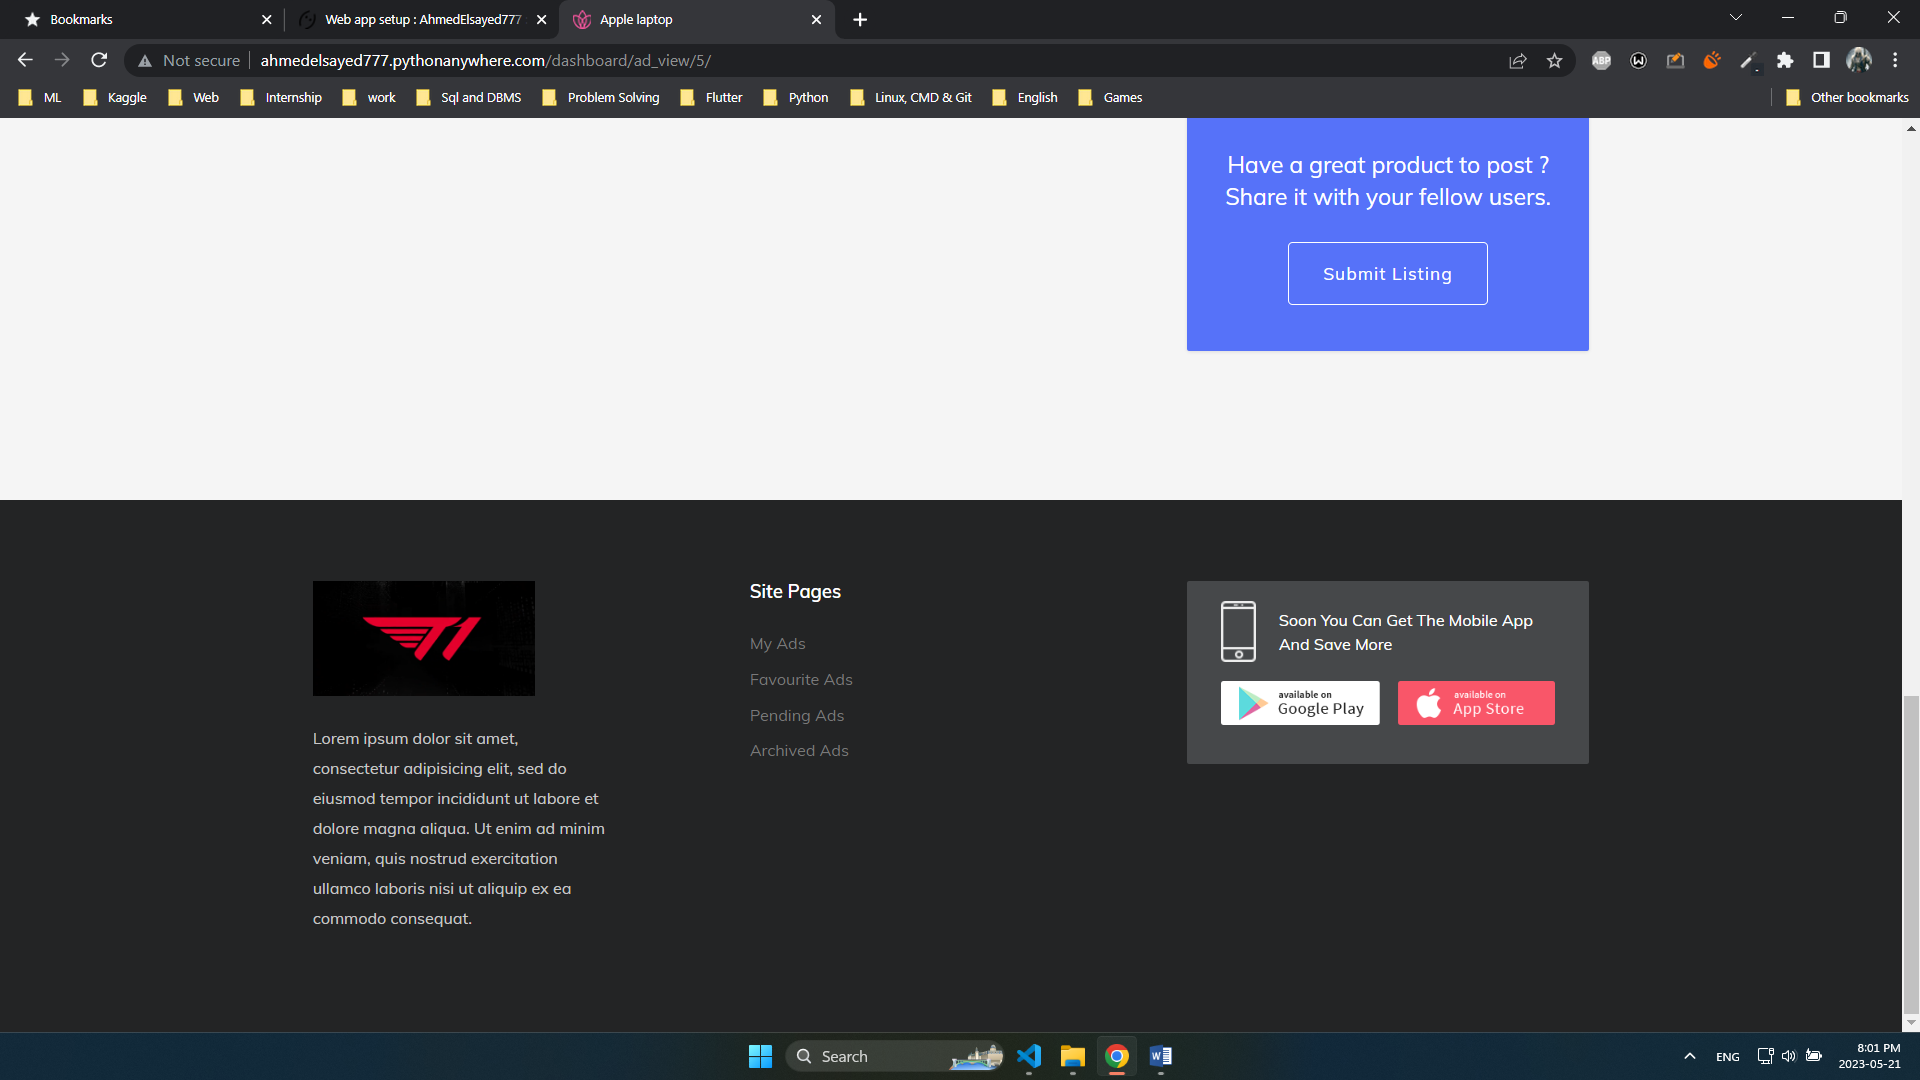 Bookmarks
Web app setup : AhmedElsayed777
Apple laptop
Not secure
ahmedelsayed777.pythonanywhere.com/dashboard/ad_view/5/
ABP
ML
Kaggle
Web
Internship
work
Sql and DBMS
Problem Solving
Flutter
Python
Linux, CMD & Git
English
Games
Other bookmarks
Have a great product to post ?
Share it with your fellow users.
Submit Listing
T1
Lorem ipsum dolor sit amet,
consectetur adipisicing elit, sed do
eiusmod tempor incididunt ut labore et
dolore magna aliqua. Ut enim ad minim
veniam, quis nostrud exercitation
ullamco laboris nisi ut aliquip ex ea
commodo consequat.
Site Pages
My Ads
Favourite Ads
Pending Ads
Archived Ads
Soon You Can Get The Mobile App
And Save More
available on
Google Play
available on
App Store
Search
ENG
8:01 PM
2023-05-21